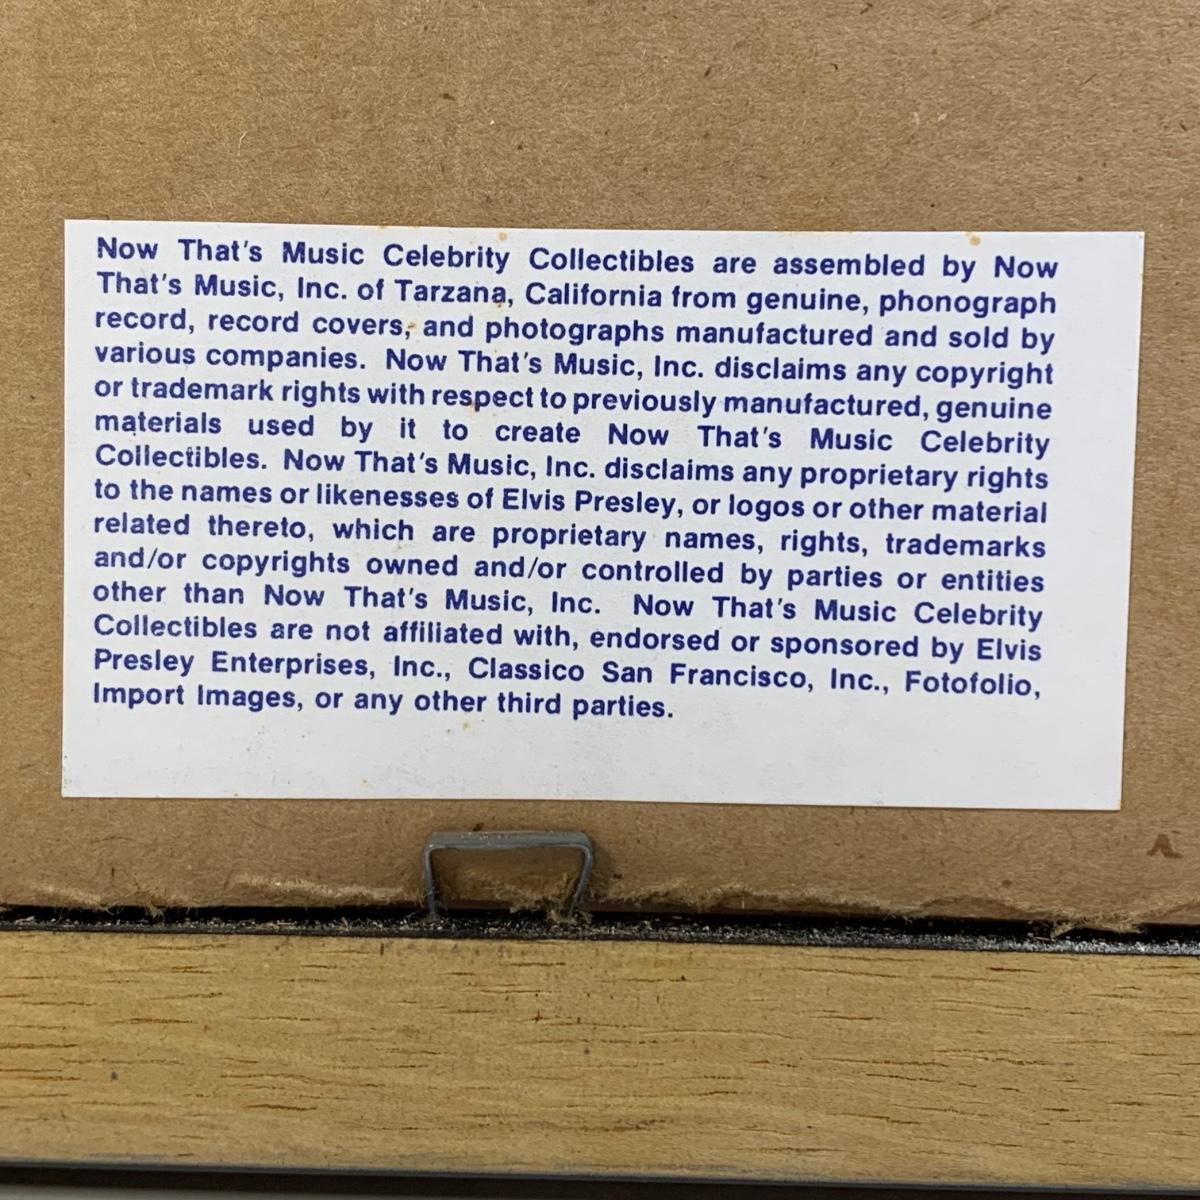 Now That's Music Celebrity Collectibles are assembled by Now
That's Music, Inc. of Tarzana, California from genuine, phonograph
record, record covers, and photographs manufactured and sold by
various companies. Now That's Music, Inc. disclaims any copyright
or trademark rights with respect to previously manufactured, genuine
materials used by it to create Now That's Music Celebrity
Collectibles. Now That's Music, Inc. disclaims any proprietary rights
to the names or likenesses of Elvis Presley, or logos or other material
related thereto, which are proprietary names, rights, trademarks
and/or copyrights owned and/or controlled by parties or entities
other than Now That's Music, Inc. Now That's Music Celebrity
Collectibles are not affiliated with, endorsed or sponsored by Elvis
Presley Enterprises, Inc., Classico San Francisco, Inc., Fotofolio,
Import Images, or any other third parties.